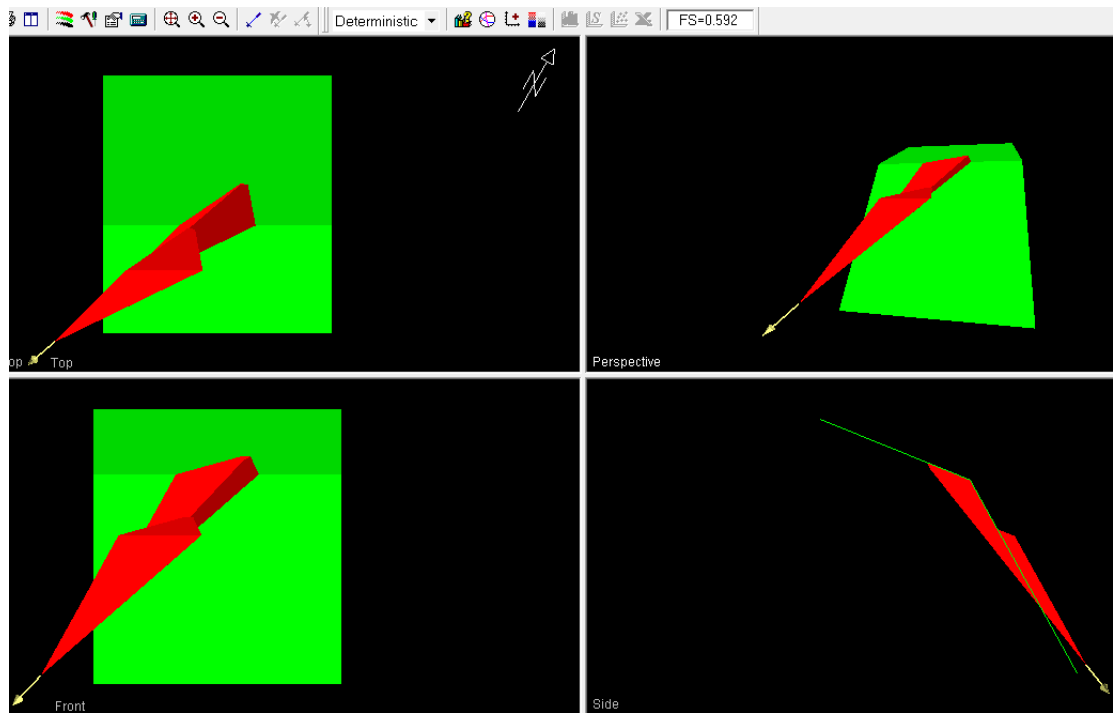 Deterministic
FS=0.592
N
op
Top
Perspective
Front
Side